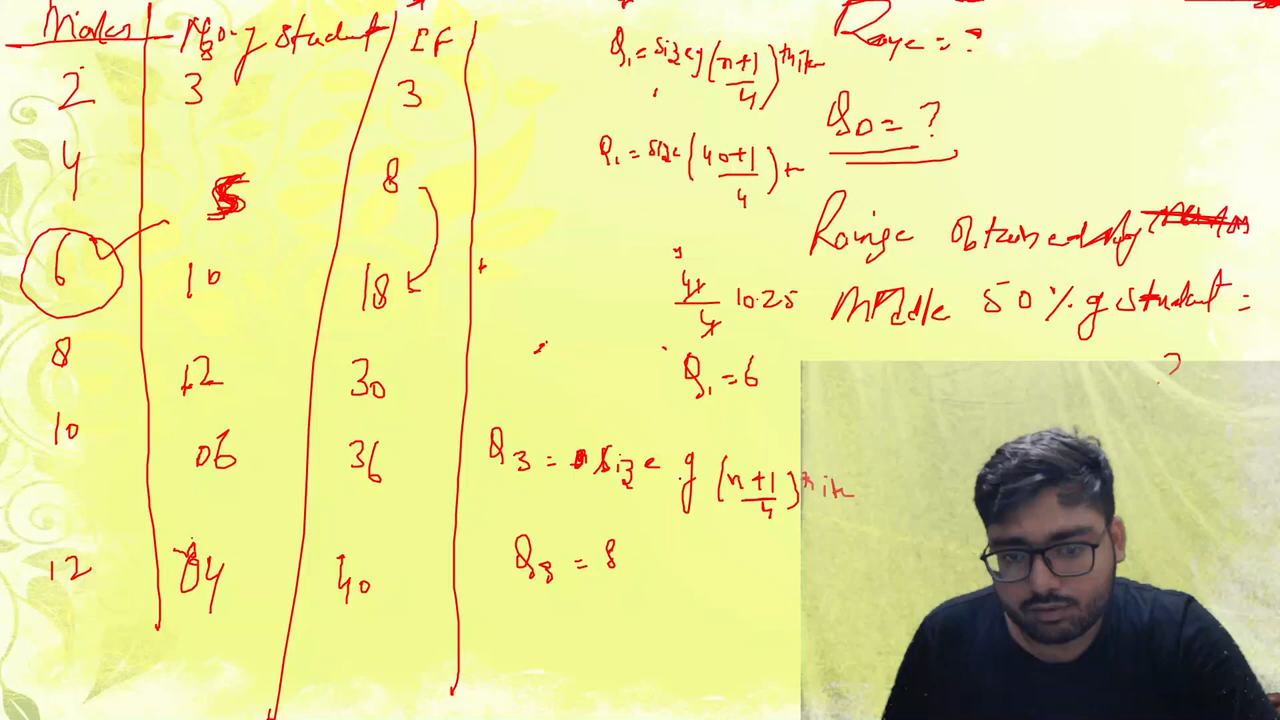 Marks No. of student CF
2 3 3
4 5 8
6 10 18
8 12 30
10 06 36
12 04 40
Q₁ = size of (n+1/4)th item
Q₁ = size (40+1/4)th
41/4 10.25
Q₁ = 6
Q3 = size of (n+1/4)th ite
= 8
Range = ?
QD = ?
Range obtained by
Middle 50% of student =
?